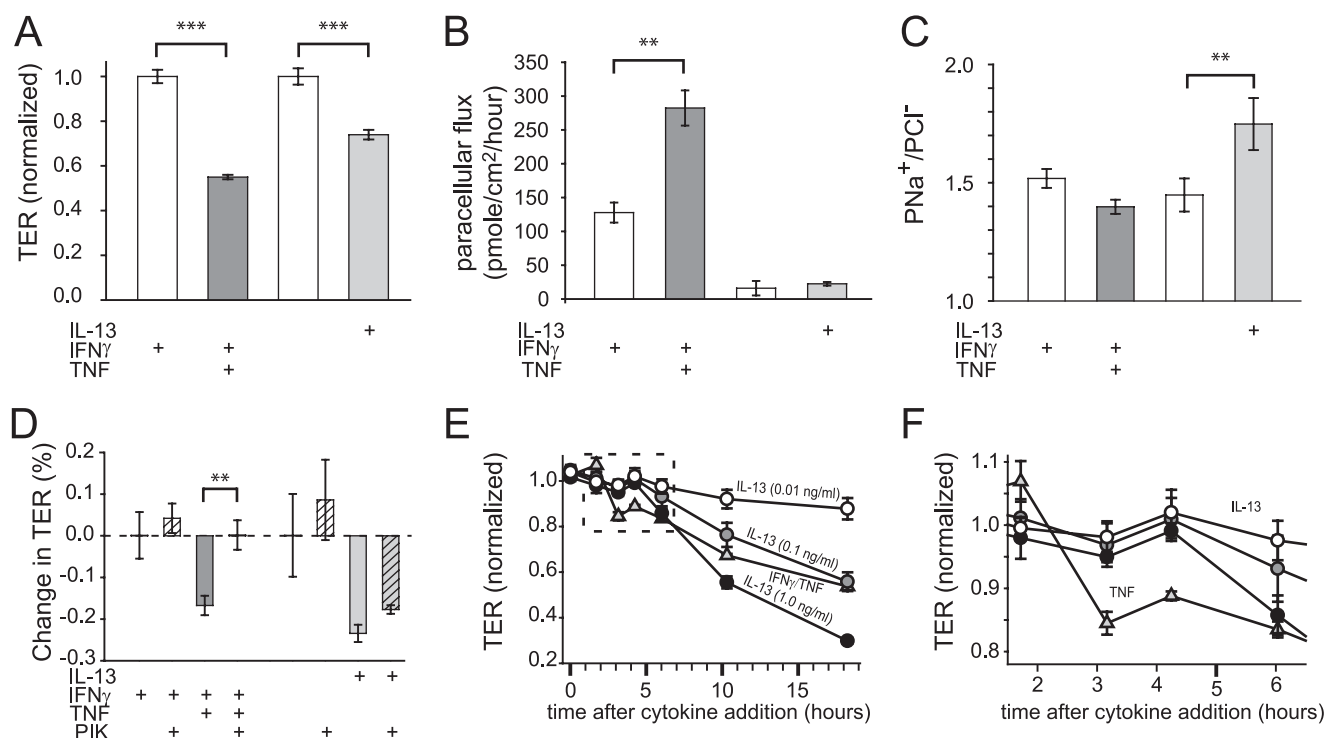 A
TER (normalized)
1.0
0.8
0.6
0.4
0.2
0.0
***
***
IL-13 +
IFNγ + +
TNF +
B
paracellular flux
(pmole/cm2/hour)
350
300
250
200
150
100
50
0
**
IL-13 +
IFNγ + +
TNF +
C
PNa+/PCl-
2.0
1.5
1.0
**
IL-13 +
IFNγ + +
TNF +
D
Change in TER (%)
0.2
0.1
0.0
-0.1
-0.2
-0.3
**
IL-13 + +
IFNγ + + + +
TNF + +
PIK + + + +
E
TER (normalized)
1.0
0.8
0.6
0.4
0.2
IL-13 (0.01 ng/ml)
IL-13 (0.1 ng/ml)
IFNγ/TNF
IL-13 (1.0 ng/ml)
0 5 10 15
time after cytokine addition (hours)
F
TER (normalized)
1.1
1.0
0.9
0.8
IL-13
TNF
2 3 4 5 6
time after cytokine addition (hours)